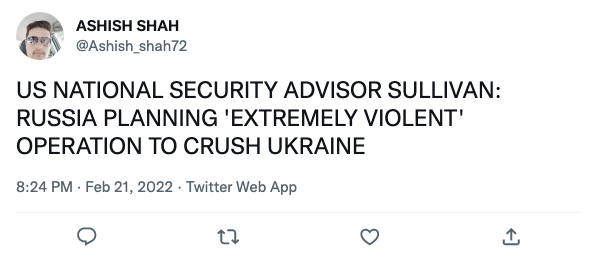 ASHISH SHAH
@Ashish_shah72
US NATIONAL SECURITY ADVISOR SULLIVAN:
RUSSIA PLANNING 'EXTREMELY VIOLENT'
OPERATION TO CRUSH UKRAINE
8:24 PM · Feb 21, 2022 · Twitter Web App